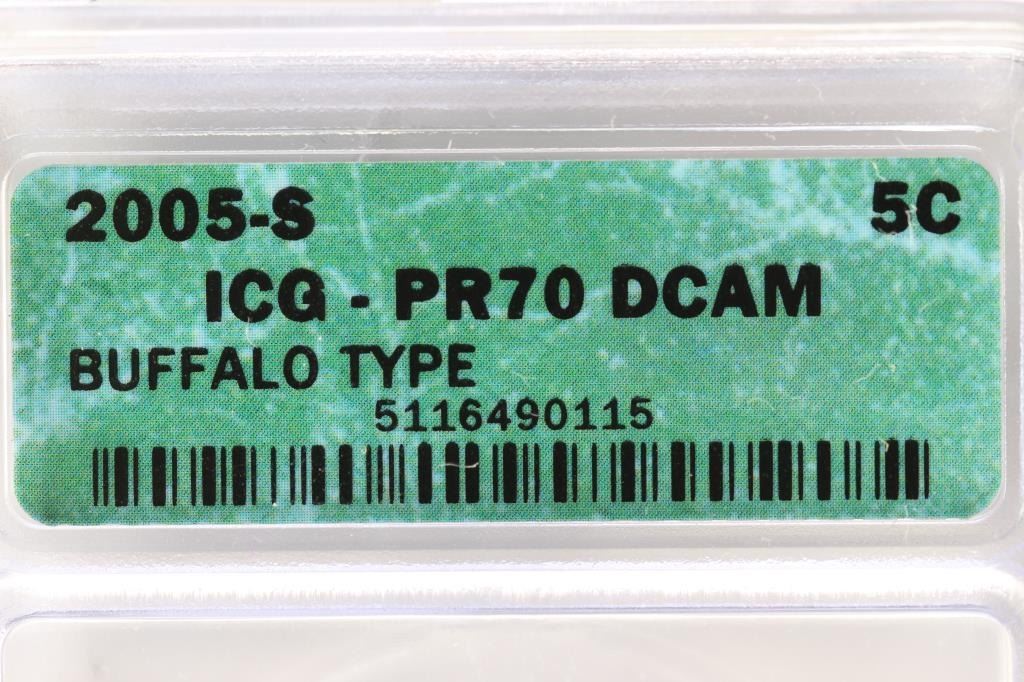 2005-S 5C
ICG - PR70 DCAM
BUFFALO TYPE
5116490115